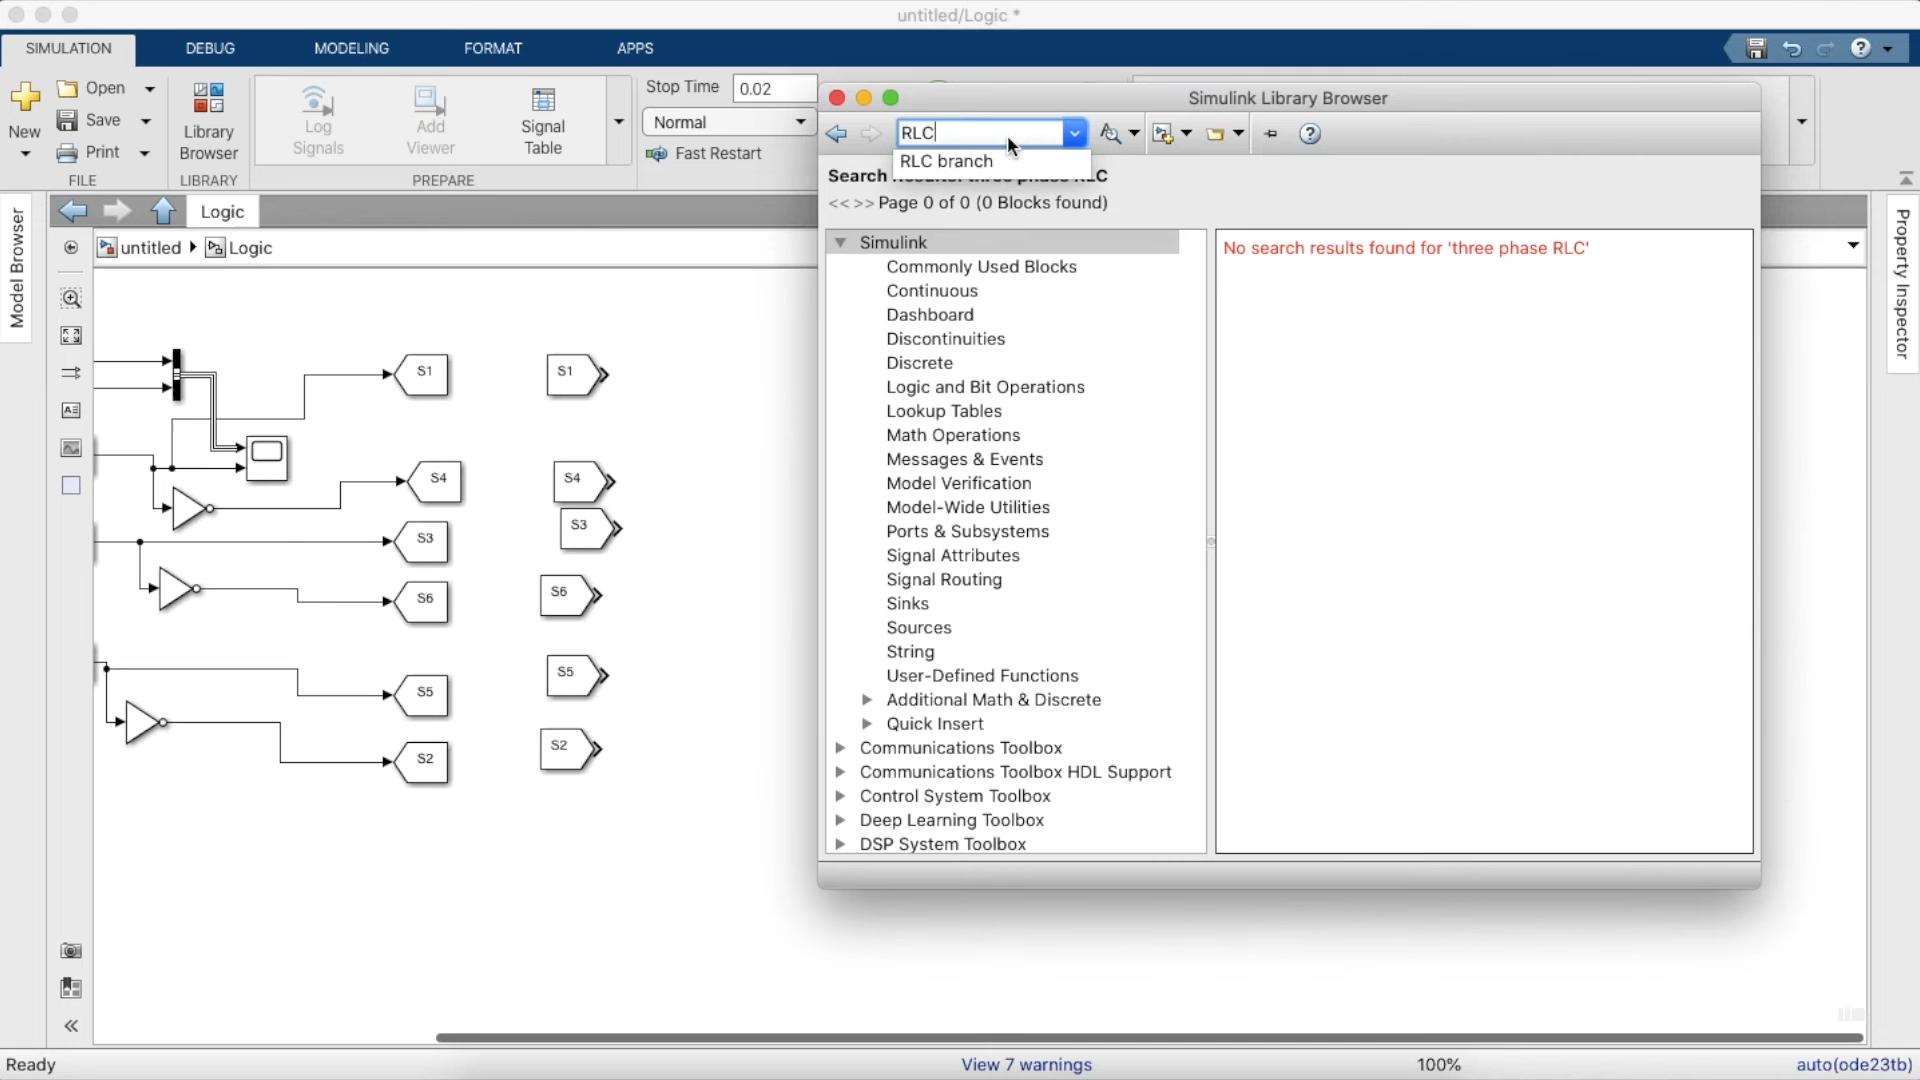 untitled/Logic *
SIMULATION
DEBUG
MODELING
FORMAT
APPS
New
Open
Save
Print
FILE
Library
Browser
LIBRARY
Log
Signals
Add
Viewer
Signal
Table
PREPARE
Stop Time
0.02
Normal
Fast Restart
Model Browser
Logic
untitled
Logic
S1
S4
S3
S6
S5
S2
S1
S4
S3
S6
S5
S2
Simulink Library Browser
RLC
RLC branch
Search
<< >> Page 0 of 0 (0 Blocks found)
Simulink
Commonly Used Blocks
Continuous
Dashboard
Discontinuities
Discrete
Logic and Bit Operations
Lookup Tables
Math Operations
Messages & Events
Model Verification
Model-Wide Utilities
Ports & Subsystems
Signal Attributes
Signal Routing
Sinks
Sources
String
User-Defined Functions
Additional Math & Discrete
Quick Insert
Communications Toolbox
Communications Toolbox HDL Support
Control System Toolbox
Deep Learning Toolbox
DSP System Toolbox
No search results found for 'three phase RLC'
Property Inspector
Ready
View 7 warnings
100%
auto(ode23tb)